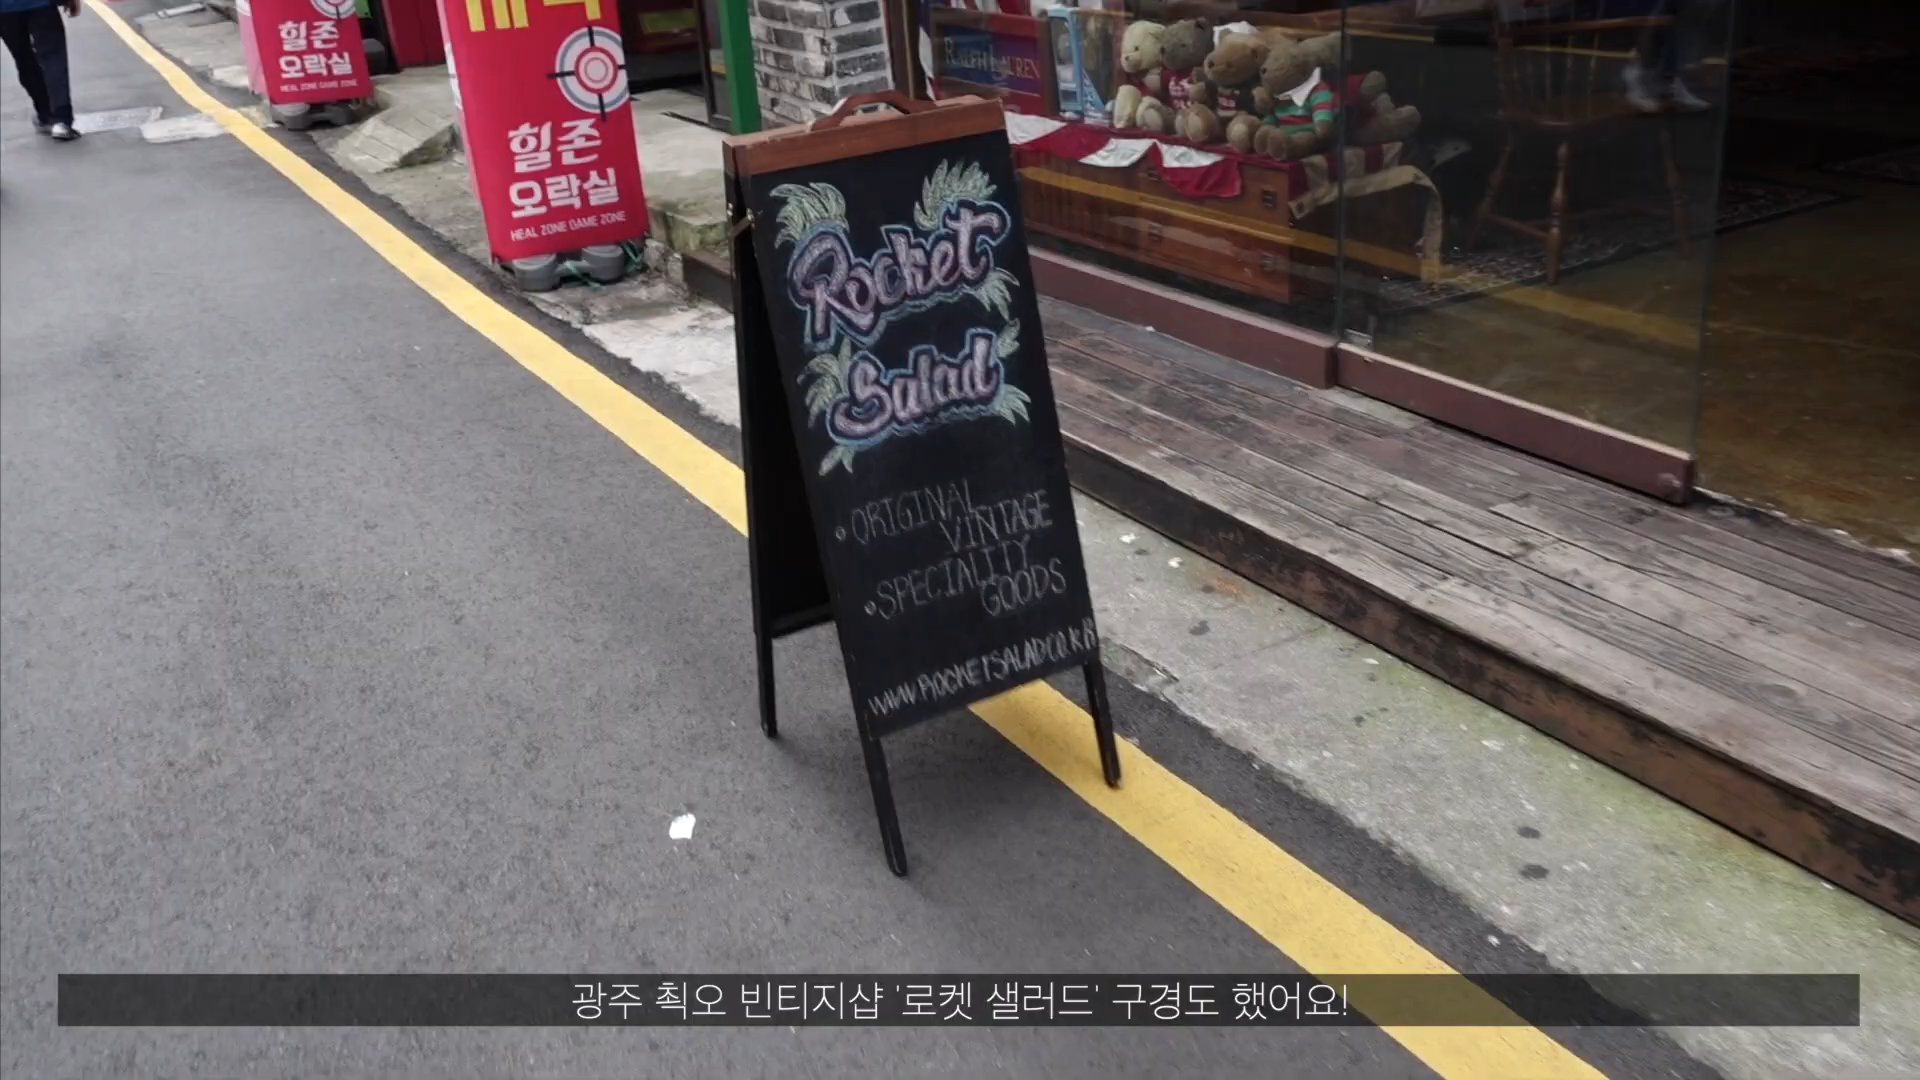 힐존
오락실
HEAL ZONE GAME ZONE
힐존
오락실
HEAL ZONE GAME ZONE
RALPH LAUREN
Rocket
Salad
• ORIGINAL
VINTAGE
• SPECIALITY
GOODS
WWW.ROCKETSALAD.CO.KR
광주 쵝오 빈티지샵 '로켓 샐러드' 구경도 했어요!